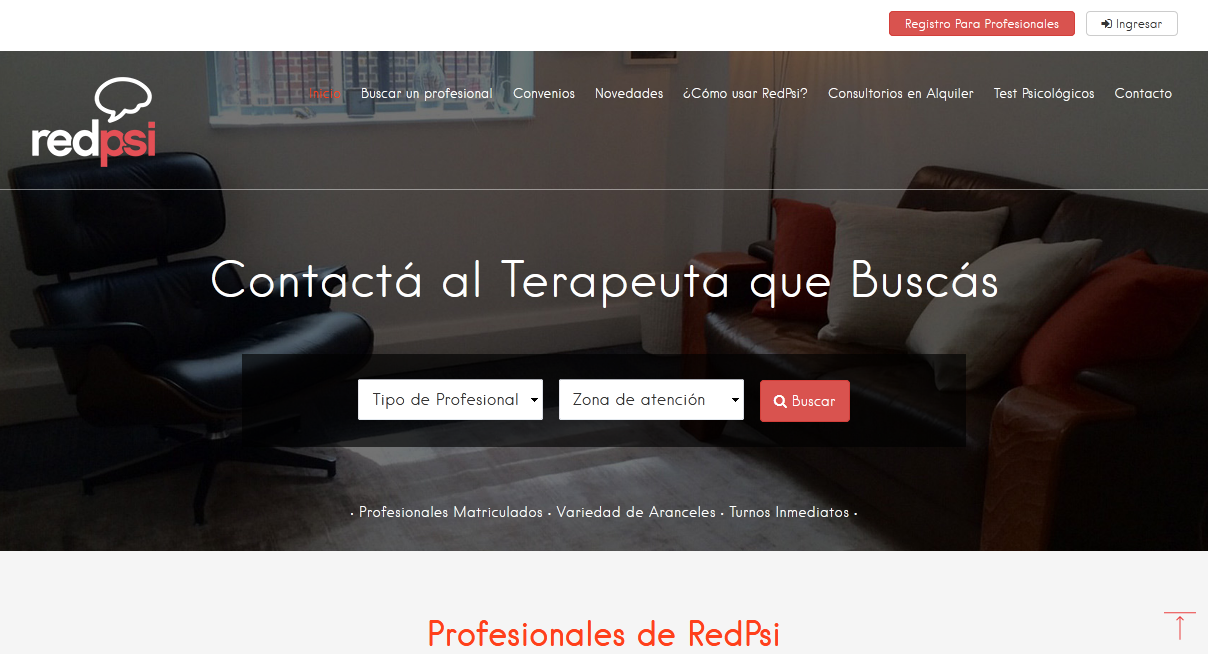 Registro Para Profesionales
Ingresar
redpsi
Inicio
Buscar un profesional
Convenios
Novedades
¿Cómo usar RedPsi?
Consultorios en Alquiler
Test Psicológicos
Contacto
Contactá al Terapeuta que Buscás
Tipo de Profesional
Zona de atención
Buscar
· Profesionales Matriculados · Variedad de Aranceles · Turnos Inmediatos ·
Profesionales de RedPsi